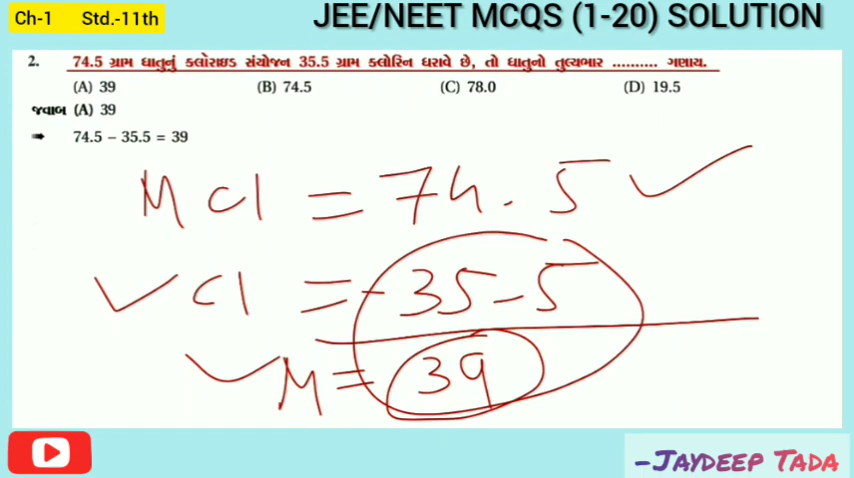 Ch-1 Std.-11th
JEE/NEET MCQS (1-20) SOLUTION
2. 74.5 ગ્રામ ધાતુનું ક્લોરાઇડ સંયોજન 35.5 ગ્રામ ક્લોરિન ધરાવે છે, તો ધાતુનો તુલ્યભાર .......... ગણાય.
(A) 39 (B) 74.5 (C) 78.0 (D) 19.5
જવાબ (A) 39
➡ 74.5 – 35.5 = 39
M Cl = 74.5 ✓
✓ Cl = - 35-5
✓ M = 39
-JAYDEEP TADA